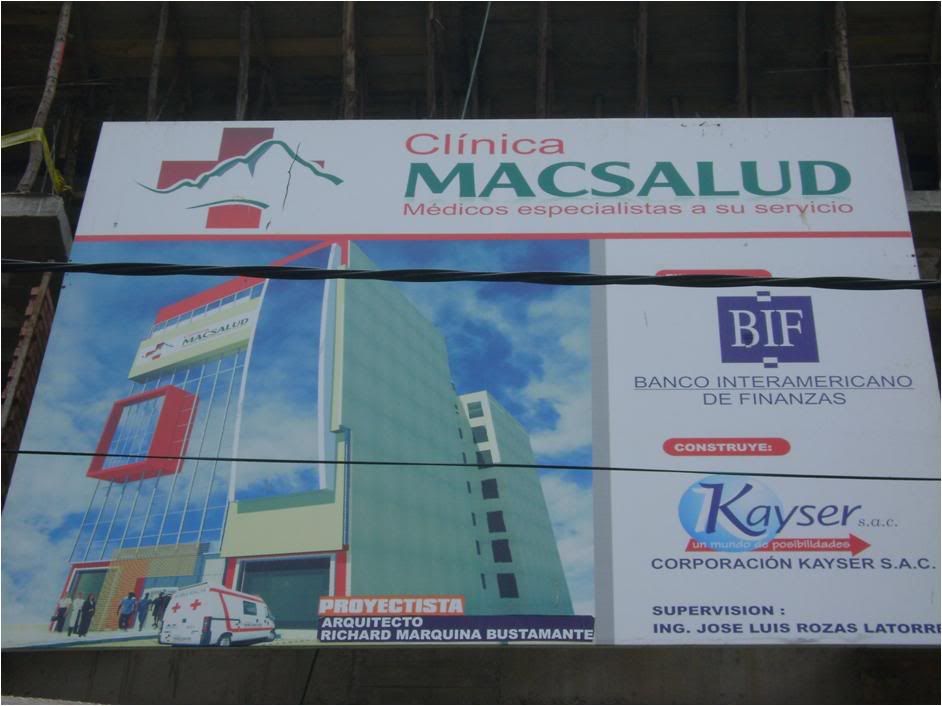 Clínica
MACSALUD
Médicos especialistas a su servicio
MACSALUD
BIF
BANCO INTERAMERICANO
DE FINANZAS
CONSTRUYE:
Kayser s.a.c.
un mundo de posibilidades
CORPORACIÓN KAYSER S.A.C.
SUPERVISION :
ING. JOSE LUIS ROZAS LATORRE
PROYECTISTA
ARQUITECTO
RICHARD MARQUINA BUSTAMANTE